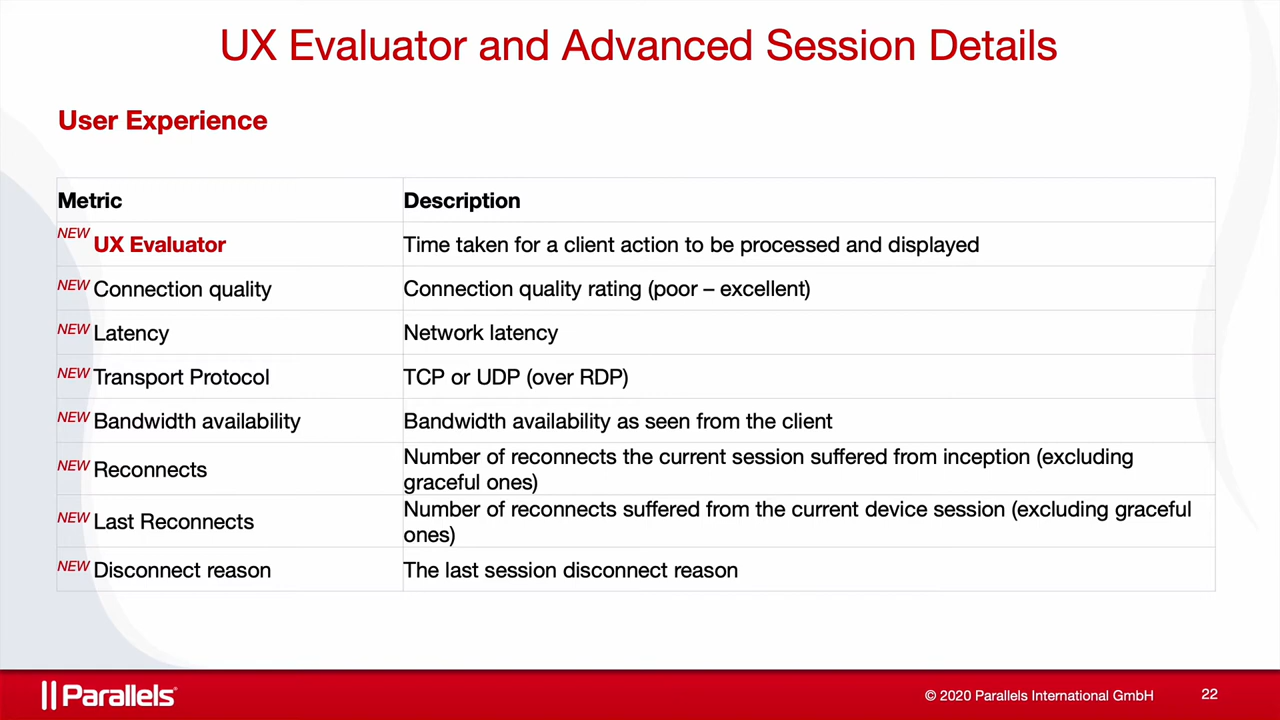 UX Evaluator and Advanced Session Details
User Experience
Metric Description
NEW UX Evaluator Time taken for a client action to be processed and displayed
NEW Connection quality Connection quality rating (poor – excellent)
NEW Latency Network latency
NEW Transport Protocol TCP or UDP (over RDP)
NEW Bandwidth availability Bandwidth availability as seen from the client
NEW Reconnects Number of reconnects the current session suffered from inception (excluding
graceful ones)
NEW Last Reconnects Number of reconnects suffered from the current device session (excluding graceful
ones)
NEW Disconnect reason The last session disconnect reason
Parallels
© 2020 Parallels International GmbH 22